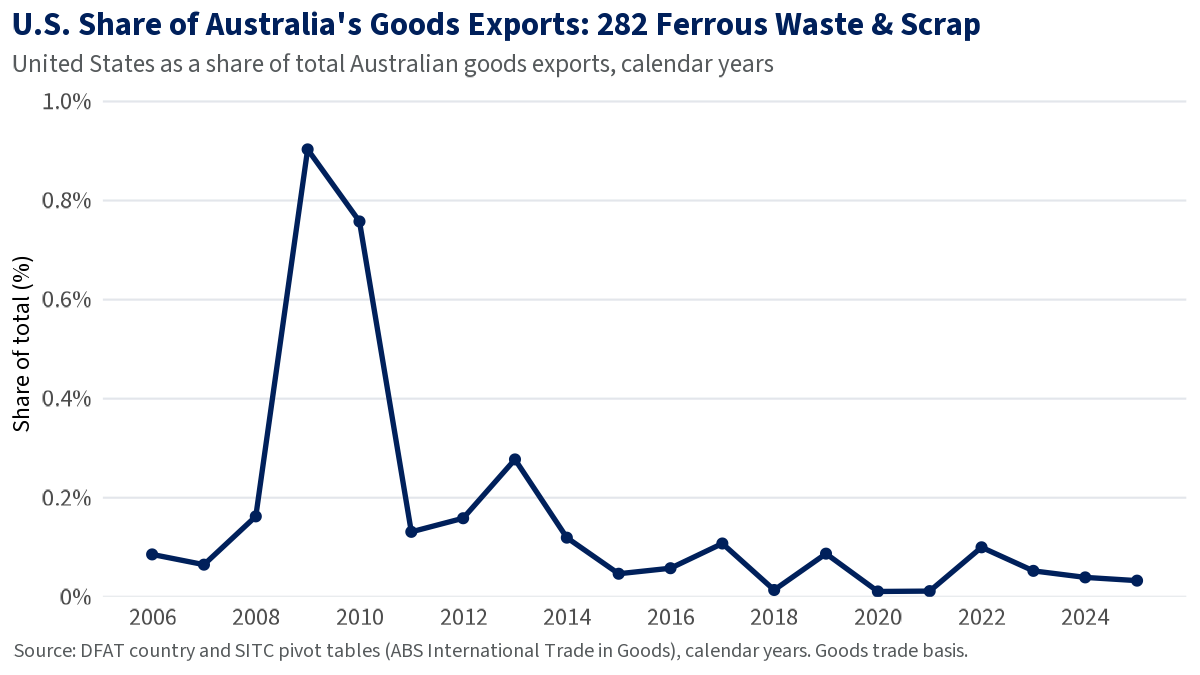 U.S. Share of Australia's Goods Exports: 282 Ferrous Waste & Scrap
United States as a share of total Australian goods exports, calendar years
Share of total (%)
1.0%
0.8%
0.6%
0.4%
0.2%
0%
2006 2008 2010 2012 2014 2016 2018 2020 2022 2024
Source: DFAT country and SITC pivot tables (ABS International Trade in Goods), calendar years. Goods trade basis.